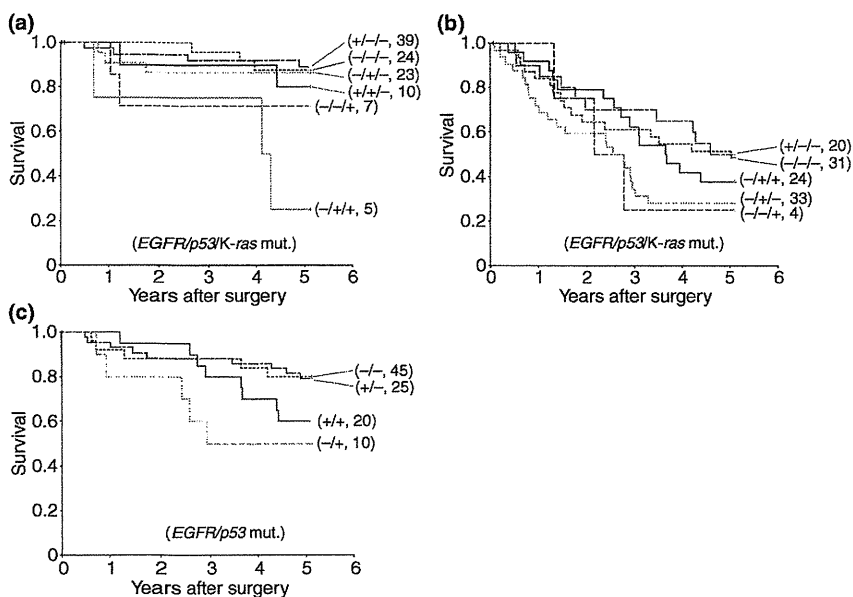 (a)
1.0
0.8
0.6
0.4
0.2
Survival
(+/–/–, 39)
(–/–/–, 24)
(–/+/–, 23)
(+/+/–, 10)
(–/–/+, 7)
(–/+/+, 5)
(EGFR/p53/K-ras mut.)
0 1 2 3 4 5 6
Years after surgery
(b)
1.0
0.8
0.6
0.4
0.2
Survival
(+/–/–, 20)
(–/–/–, 31)
(–/+/+, 24)
(–/+/–, 33)
(–/–/+, 4)
(EGFR/p53/K-ras mut.)
0 1 2 3 4 5 6
Years after surgery
(c)
1.0
0.8
0.6
0.4
0.2
Survival
(–/–, 45)
(+/–, 25)
(+/+, 20)
(–/+, 10)
(EGFR/p53 mut.)
0 1 2 3 4 5 6
Years after surgery